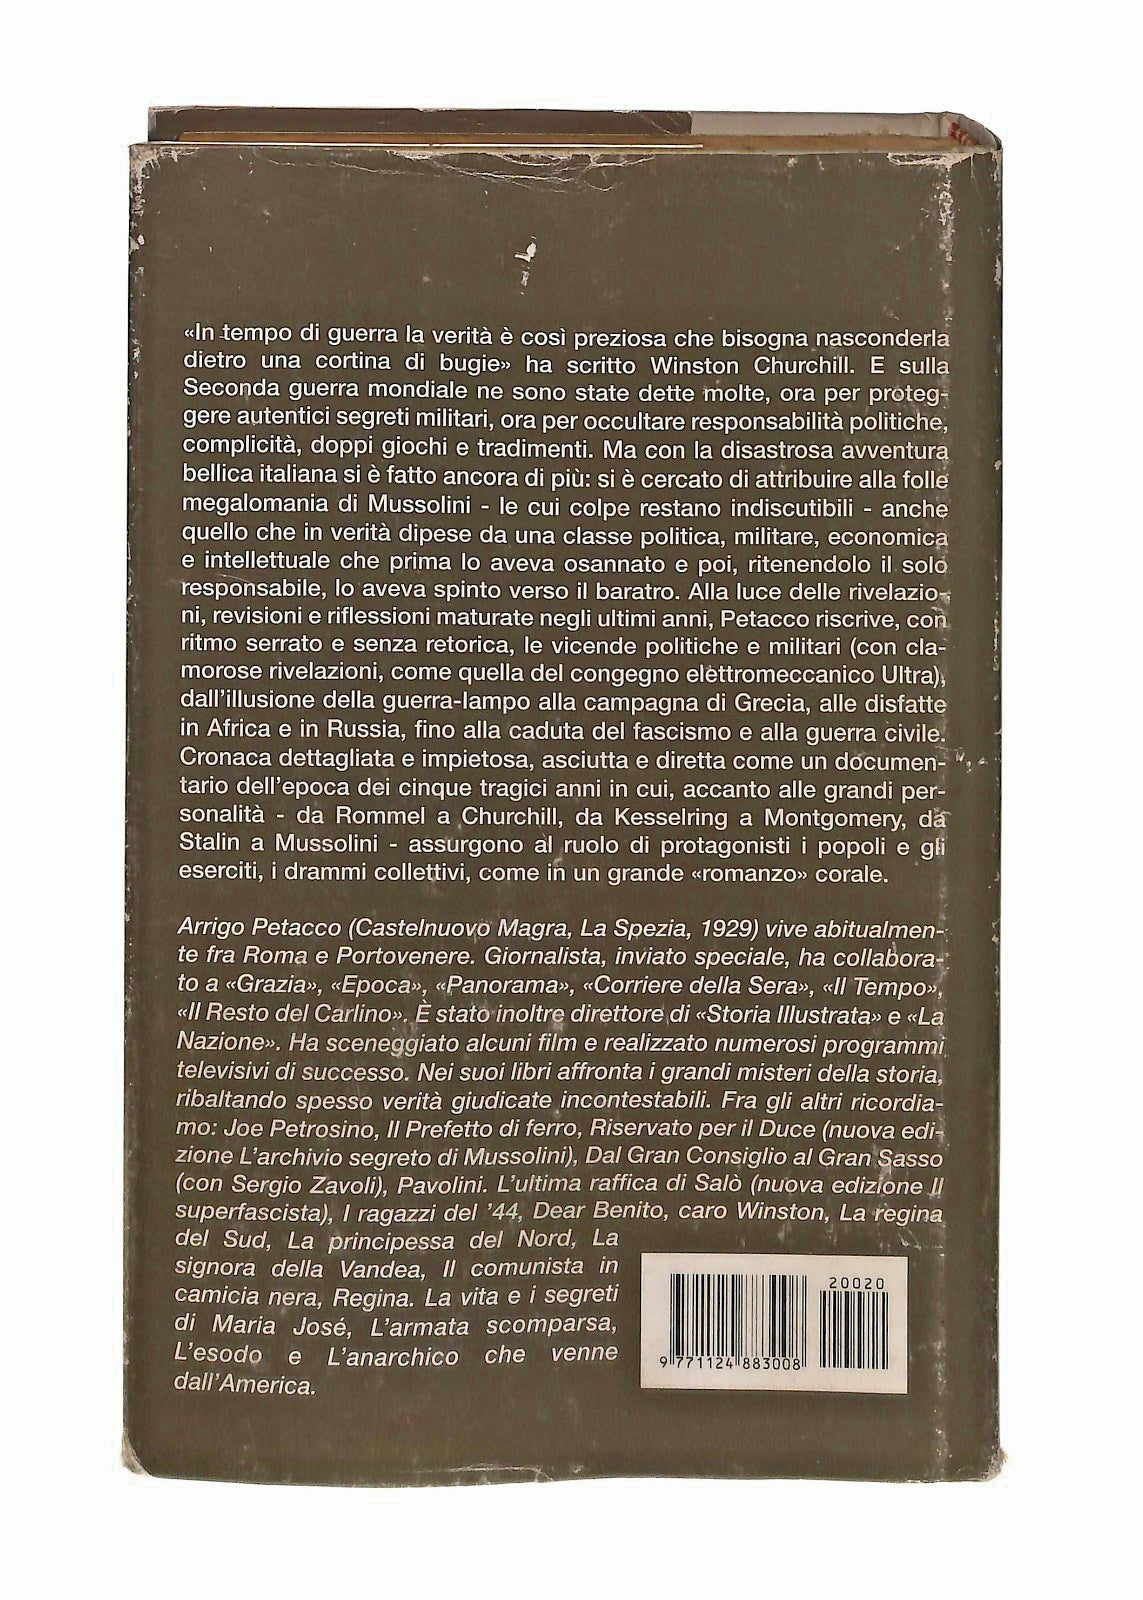 «In tempo di guerra la verità è così preziosa che bisogna nasconderla
dietro una cortina di bugie» ha scritto Winston Churchill. E sulla
Seconda guerra mondiale ne sono state dette molte, ora per proteg-
gere autentici segreti militari, ora per occultare responsabilità politiche,
complicità, doppi giochi e tradimenti. Ma con la disastrosa avventura
bellica italiana si è fatto ancora di più: si è cercato di attribuire alla folle
megalomania di Mussolini - le cui colpe restano indiscutibili - anche
quello che in verità dipese da una classe politica, militare, economica
e intellettuale che prima lo aveva osannato e poi, ritenendolo il solo
responsabile, lo aveva spinto verso il baratro. Alla luce delle rivelazio-
ni, revisioni e riflessioni maturate negli ultimi anni, Petacco riscrive, con
ritmo serrato e senza retorica, le vicende politiche e militari (con cla-
morose rivelazioni, come quella del congegno elettromeccanico Ultra),
dall'illusione della guerra-lampo alla campagna di Grecia, alle disfatte
in Africa e in Russia, fino alla caduta del fascismo e alla guerra civile.
Cronaca dettagliata e impietosa, asciutta e diretta come un documen-
tario dell'epoca dei cinque tragici anni in cui, accanto alle grandi per-
sonalità - da Rommel a Churchill, da Kesselring a Montgomery, da
Stalin a Mussolini - assurgono al ruolo di protagonisti i popoli e gli
eserciti, i drammi collettivi, come in un grande «romanzo» corale.
Arrigo Petacco (Castelnuovo Magra, La Spezia, 1929) vive abitualmen-
te fra Roma e Portovenere. Giornalista, inviato speciale, ha collabora-
to a «Grazia», «Epoca», «Panorama», «Corriere della Sera», «Il Tempo»,
«Il Resto del Carlino». È stato inoltre direttore di «Storia Illustrata» e «La
Nazione». Ha sceneggiato alcuni film e realizzato numerosi programmi
televisivi di successo. Nei suoi libri affronta i grandi misteri della storia,
ribaltando spesso verità giudicate incontestabili. Fra gli altri ricordia-
mo: Joe Petrosino, Il Prefetto di ferro, Riservato per il Duce (nuova edi-
zione L'archivio segreto di Mussolini), Dal Gran Consiglio al Gran Sasso
(con Sergio Zavoli), Pavolini. L'ultima raffica di Salò (nuova edizione Il
superfascista), I ragazzi del '44, Dear Benito, caro Winston, La regina
del Sud, La principessa del Nord, La
signora della Vandea, Il comunista in
camicia nera, Regina. La vita e i segreti
di Maria José, L'armata scomparsa,
L'esodo e L'anarchico che venne
dall'America.
20020
9 771124 883008